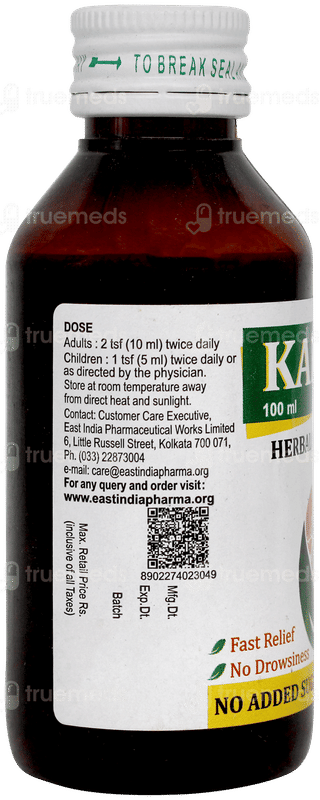 TO BREAK SEAL
truemeds
DOSE
Adults : 2 tsf (10 ml) twice daily
Children : 1 tsf (5 ml) twice daily or
as directed by the physician.
Store at room temperature away
from direct heat and sunlight.
Contact: Customer Care Executive,
East India Pharmaceutical Works Limited
6, Little Russell Street, Kolkata 700 071,
Ph. (033) 22873004
e-mail: care@eastindiapharma.org
For any query and order visit:
www.eastindiapharma.org
8902274023049
Max. Retail Price Rs.
(Inclusive of all Taxes)
Batch
Exp.Dt.
Mfg.Dt.
KA
100 ml
HERBA
Fast Relief
No Drowsiness
NO ADDED SU